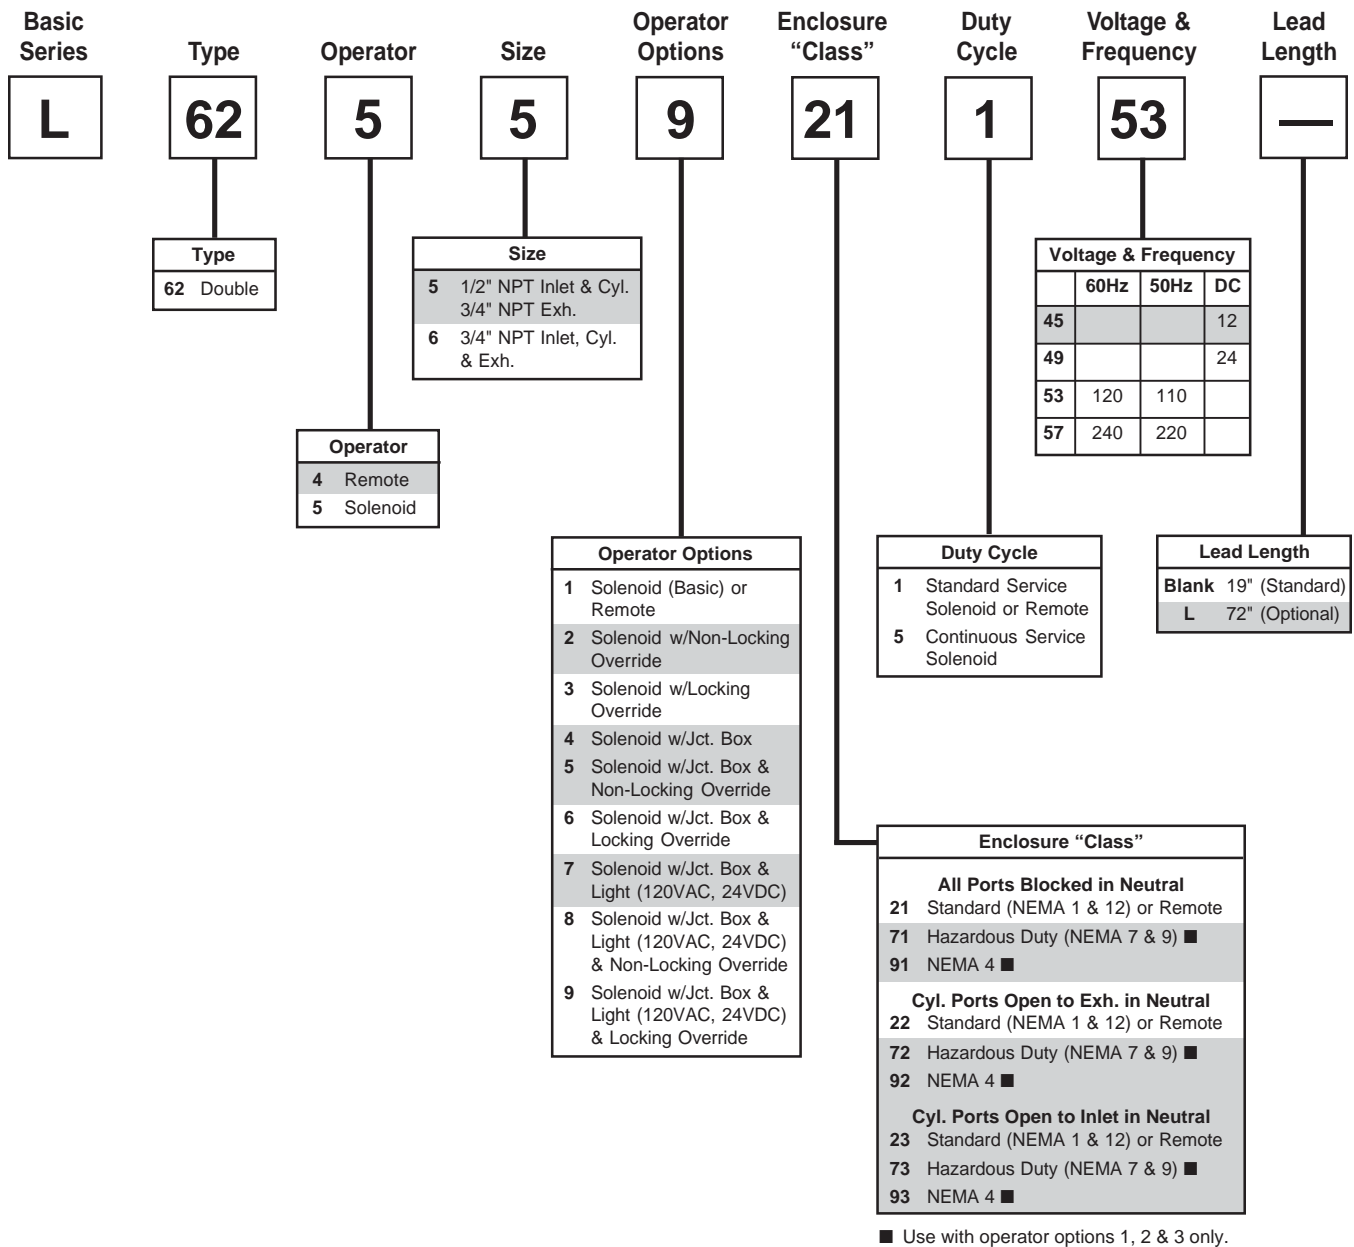 Basic Series
Type
Operator
Size
Operator Options
Enclosure “Class”
Duty Cycle
Voltage & Frequency
Lead Length
L 62 5 5 9 21 1 53 —
Type
62 Double
Size
5 1/2" NPT Inlet & Cyl.
3/4" NPT Exh.
6 3/4" NPT Inlet, Cyl.
& Exh.
Voltage & Frequency
60Hz 50Hz DC
45 12
49 24
53 120 110
57 240 220
Operator
4 Remote
5 Solenoid
Operator Options
1 Solenoid (Basic) or
Remote
2 Solenoid w/Non-Locking
Override
3 Solenoid w/Locking
Override
4 Solenoid w/Jct. Box
5 Solenoid w/Jct. Box &
Non-Locking Override
6 Solenoid w/Jct. Box &
Locking Override
7 Solenoid w/Jct. Box &
Light (120VAC, 24VDC)
8 Solenoid w/Jct. Box &
Light (120VAC, 24VDC)
& Non-Locking Override
9 Solenoid w/Jct. Box &
Light (120VAC, 24VDC)
& Locking Override
Duty Cycle
1 Standard Service
Solenoid or Remote
5 Continuous Service
Solenoid
Lead Length
Blank 19" (Standard)
L 72" (Optional)
Enclosure “Class”
All Ports Blocked in Neutral
21 Standard (NEMA 1 & 12) or Remote
71 Hazardous Duty (NEMA 7 & 9) ■
91 NEMA 4 ■
Cyl. Ports Open to Exh. in Neutral
22 Standard (NEMA 1 & 12) or Remote
72 Hazardous Duty (NEMA 7 & 9) ■
92 NEMA 4 ■
Cyl. Ports Open to Inlet in Neutral
23 Standard (NEMA 1 & 12) or Remote
73 Hazardous Duty (NEMA 7 & 9) ■
93 NEMA 4 ■
■ Use with operator options 1, 2 & 3 only.